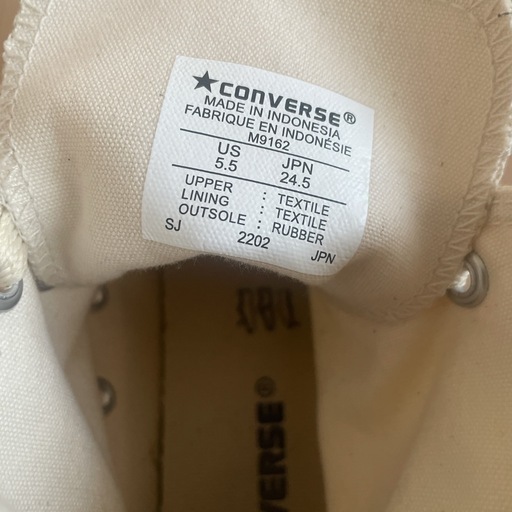 ★CONVERSE®
MADE IN INDONESIA
FABRIQUE EN INDONÉSIE
M9162
US JPN
5.5 24.5
UPPER : TEXTILE
LINING : TEXTILE
OUTSOLE : RUBBER
SJ 2202 JPN
VERSE®